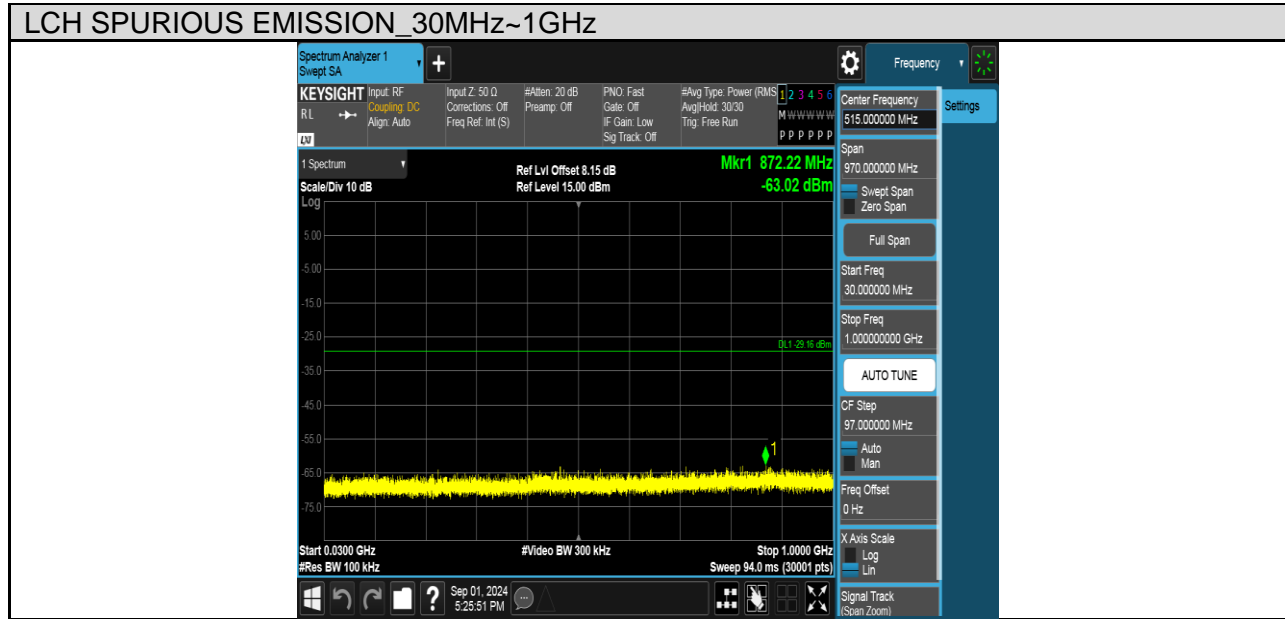 LCH SPURIOUS EMISSION_30MHz~1GHz
Spectrum Analyzer 1
Swept SA
+
Frequency
KEYSIGHT
RL
LXI
Input: RF
Coupling: DC
Align: Auto
Input Z: 50 Ω
Corrections: Off
Freq Ref: Int (S)
#Atten: 20 dB
Preamp: Off
PNO: Fast
Gate: Off
IF Gain: Low
Sig Track: Off
#Avg Type: Power (RMS
Avg|Hold: 30/30
Trig: Free Run
1 2 3 4 5 6
M W W W W W
P P P P P P
Center Frequency
515.000000 MHz
Settings
1 Spectrum
Scale/Div 10 dB
Log
Ref Lvl Offset 8.15 dB
Ref Level 15.00 dBm
Mkr1 872.22 MHz
-63.02 dBm
Span
970.000000 MHz
Swept Span
Zero Span
Full Span
Start Freq
30.000000 MHz
Stop Freq
1.000000000 GHz
AUTO TUNE
CF Step
97.000000 MHz
Auto
Man
Freq Offset
0 Hz
X Axis Scale
Log
Lin
Signal Track
(Span Zoom)
5.00
-5.00
-15.0
-25.0
DL1 -29.16 dBm
-35.0
-45.0
-55.0
1
-65.0
-75.0
Start 0.0300 GHz
#Res BW 100 kHz
#Video BW 300 kHz
Stop 1.0000 GHz
Sweep 94.0 ms (30001 pts)
?
Sep 01, 2024
5:25:51 PM